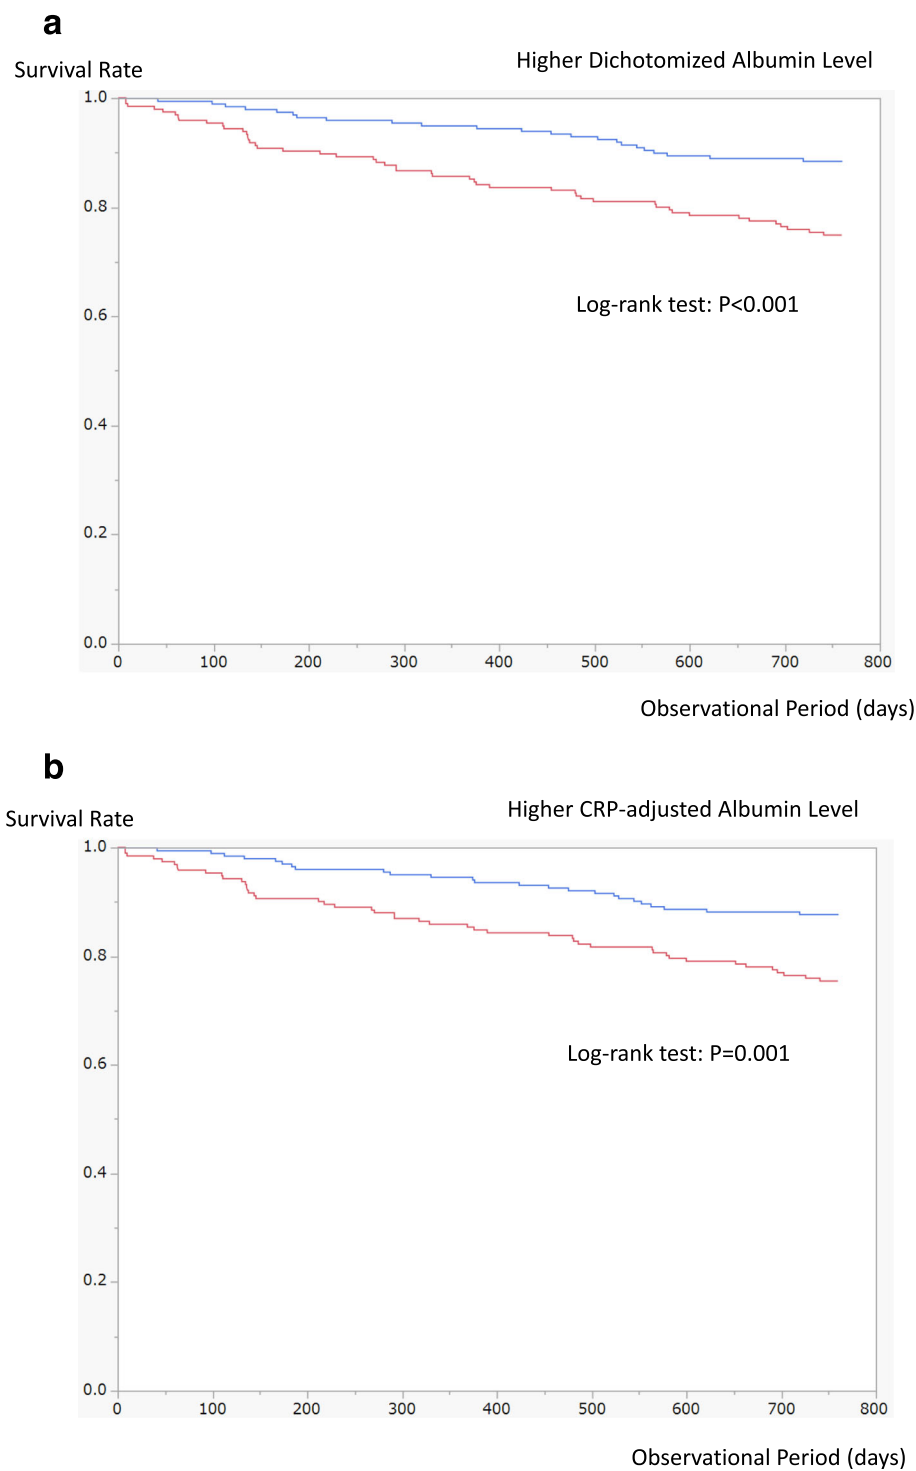 a
Higher Dichotomized Albumin Level
Survival Rate
1.0
0.8
Log-rank test: P<0.001
0.6
0.4
0.2
0.0
0 100 200 300 400 500 600 700 800
Observational Period (days)
b
Higher CRP-adjusted Albumin Level
Survival Rate
1.0
0.8
Log-rank test: P=0.001
0.6
0.4
0.2
0.0
0 100 200 300 400 500 600 700 800
Observational Period (days)